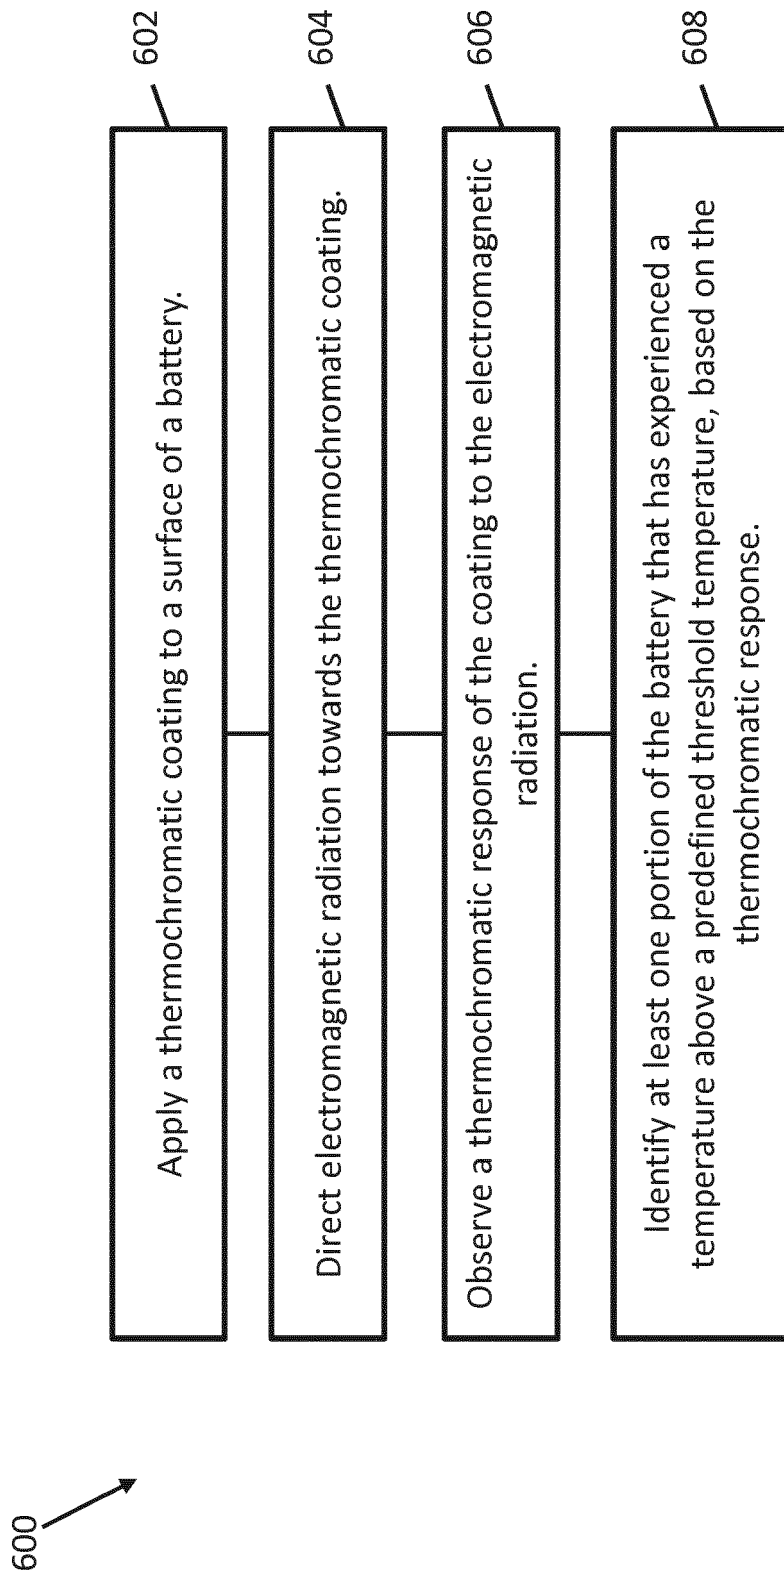 600
602
Apply a thermochromatic coating to a surface of a battery.
604
Direct electromagnetic radiation towards the thermochromatic coating.
606
Observe a thermochromatic response of the coating to the electromagnetic
radiation.
608
Identify at least one portion of the battery that has experienced a
temperature above a predefined threshold temperature, based on the
thermochromatic response.